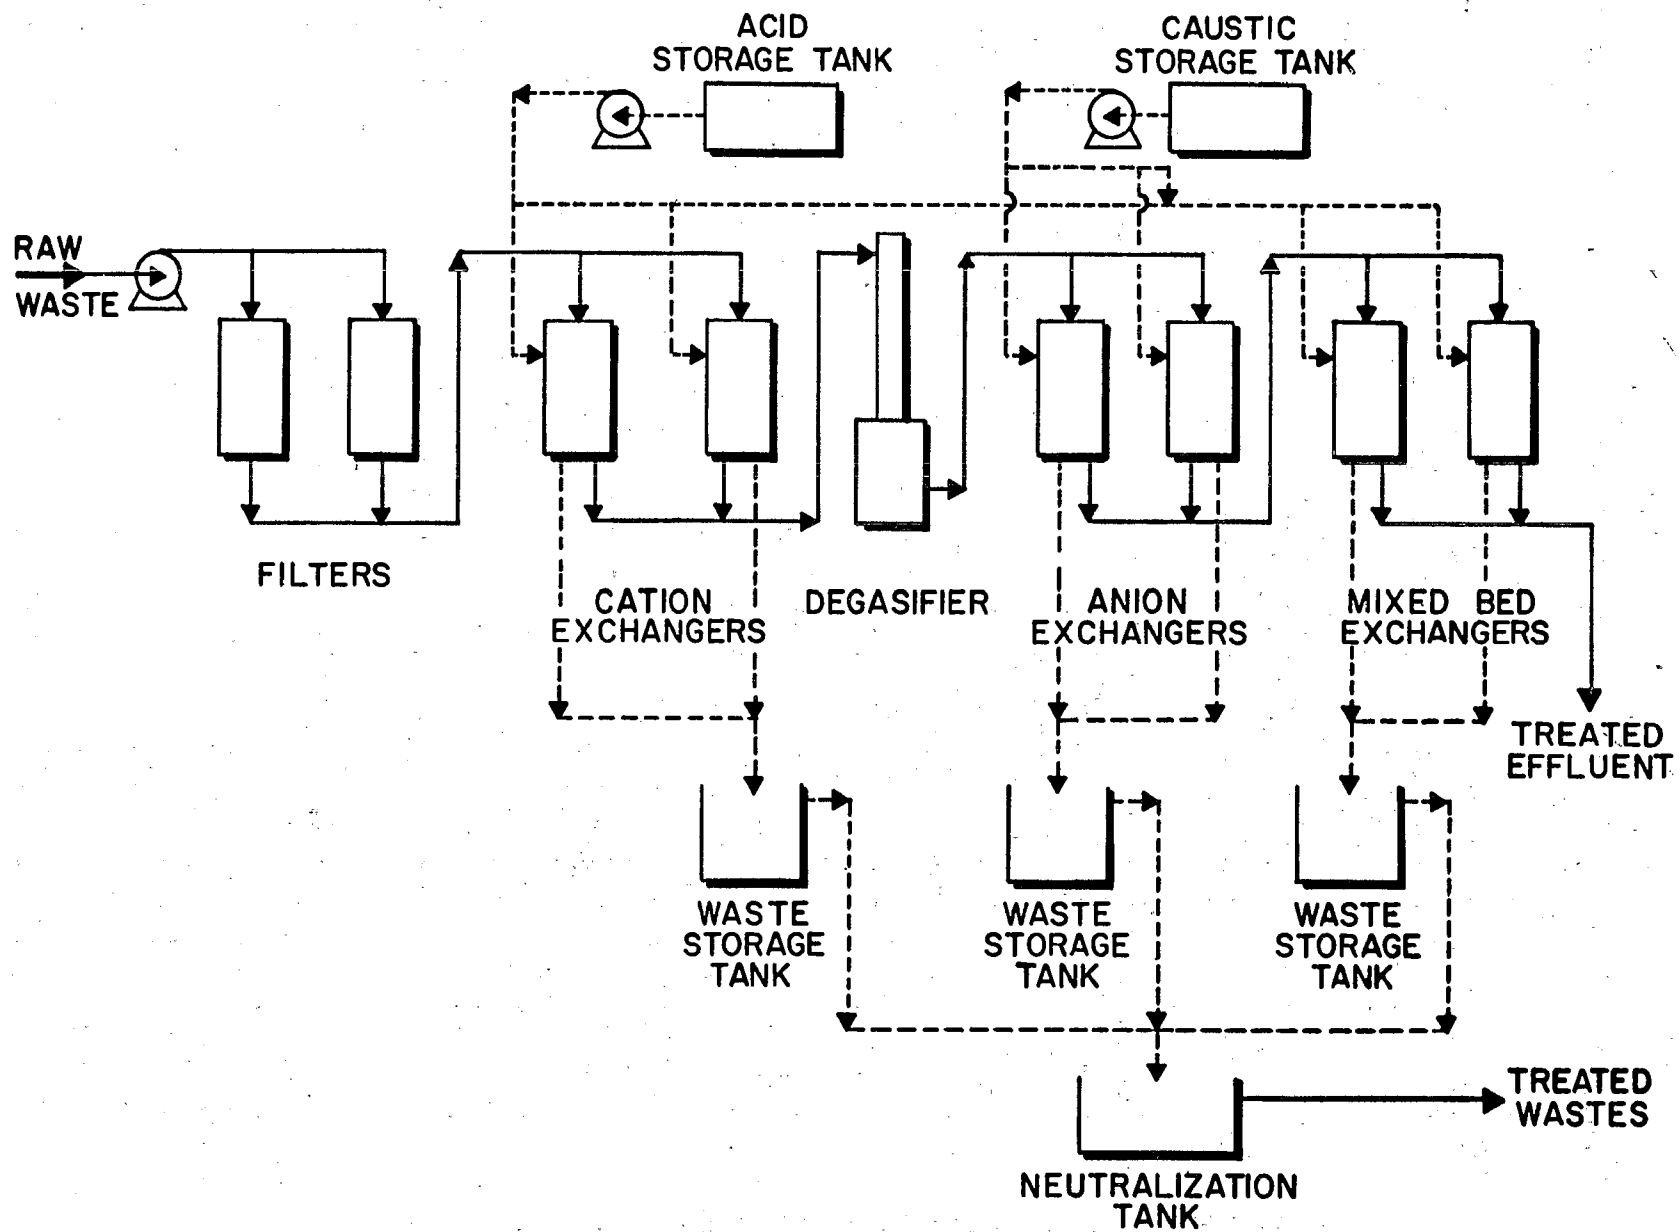 ACID
STORAGE TANK
CAUSTIC
STORAGE TANK
RAW
WASTE
FILTERS
CATION
EXCHANGERS
DEGASIFIER
ANION
EXCHANGERS
MIXED BED
EXCHANGERS
TREATED
EFFLUENT
WASTE
STORAGE
TANK
WASTE
STORAGE
TANK
WASTE
STORAGE
TANK
TREATED
WASTES
NEUTRALIZATION
TANK